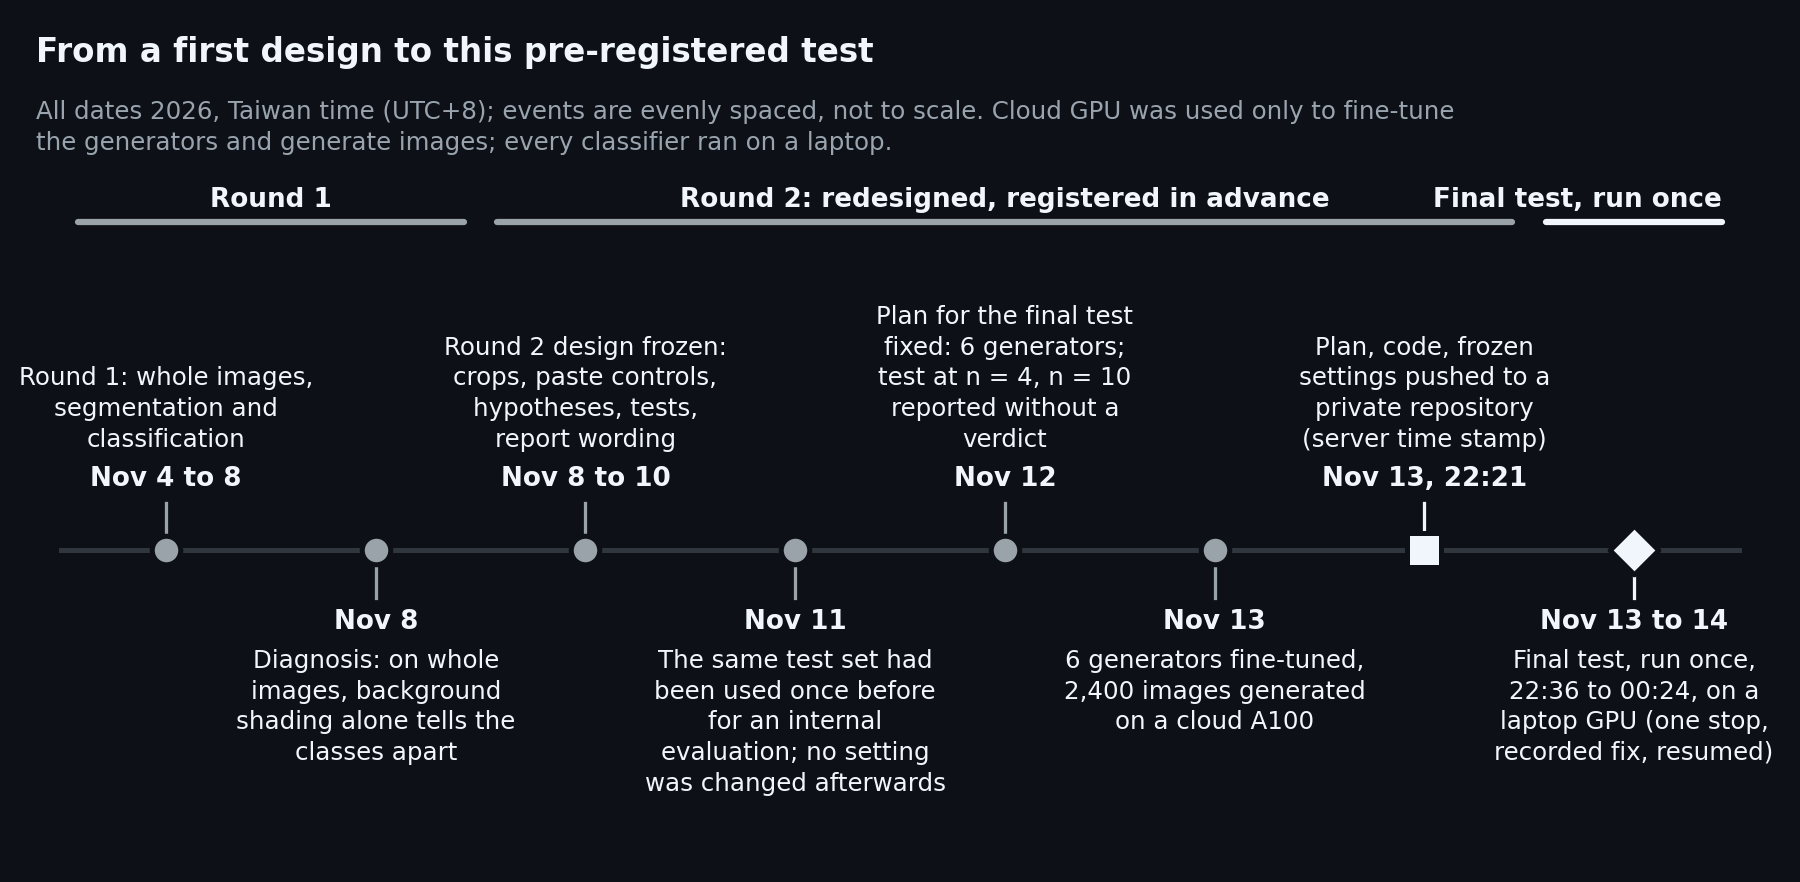 From a first design to this pre-registered test
All dates 2026, Taiwan time (UTC+8); events are evenly spaced, not to scale. Cloud GPU was used only to fine-tune
the generators and generate images; every classifier ran on a laptop.
Round 1
Round 2: redesigned, registered in advance
Final test, run once
Round 1: whole images,
segmentation and
classification
Nov 4 to 8
Nov 8
Diagnosis: on whole
images, background
shading alone tells the
classes apart
Round 2 design frozen:
crops, paste controls,
hypotheses, tests,
report wording
Nov 8 to 10
Nov 11
The same test set had
been used once before
for an internal
evaluation; no setting
was changed afterwards
Plan for the final test
fixed: 6 generators;
test at n = 4, n = 10
reported without a
verdict
Nov 12
Nov 13
6 generators fine-tuned,
2,400 images generated
on a cloud A100
Plan, code, frozen
settings pushed to a
private repository
(server time stamp)
Nov 13, 22:21
Nov 13 to 14
Final test, run once,
22:36 to 00:24, on a
laptop GPU (one stop,
recorded fix, resumed)